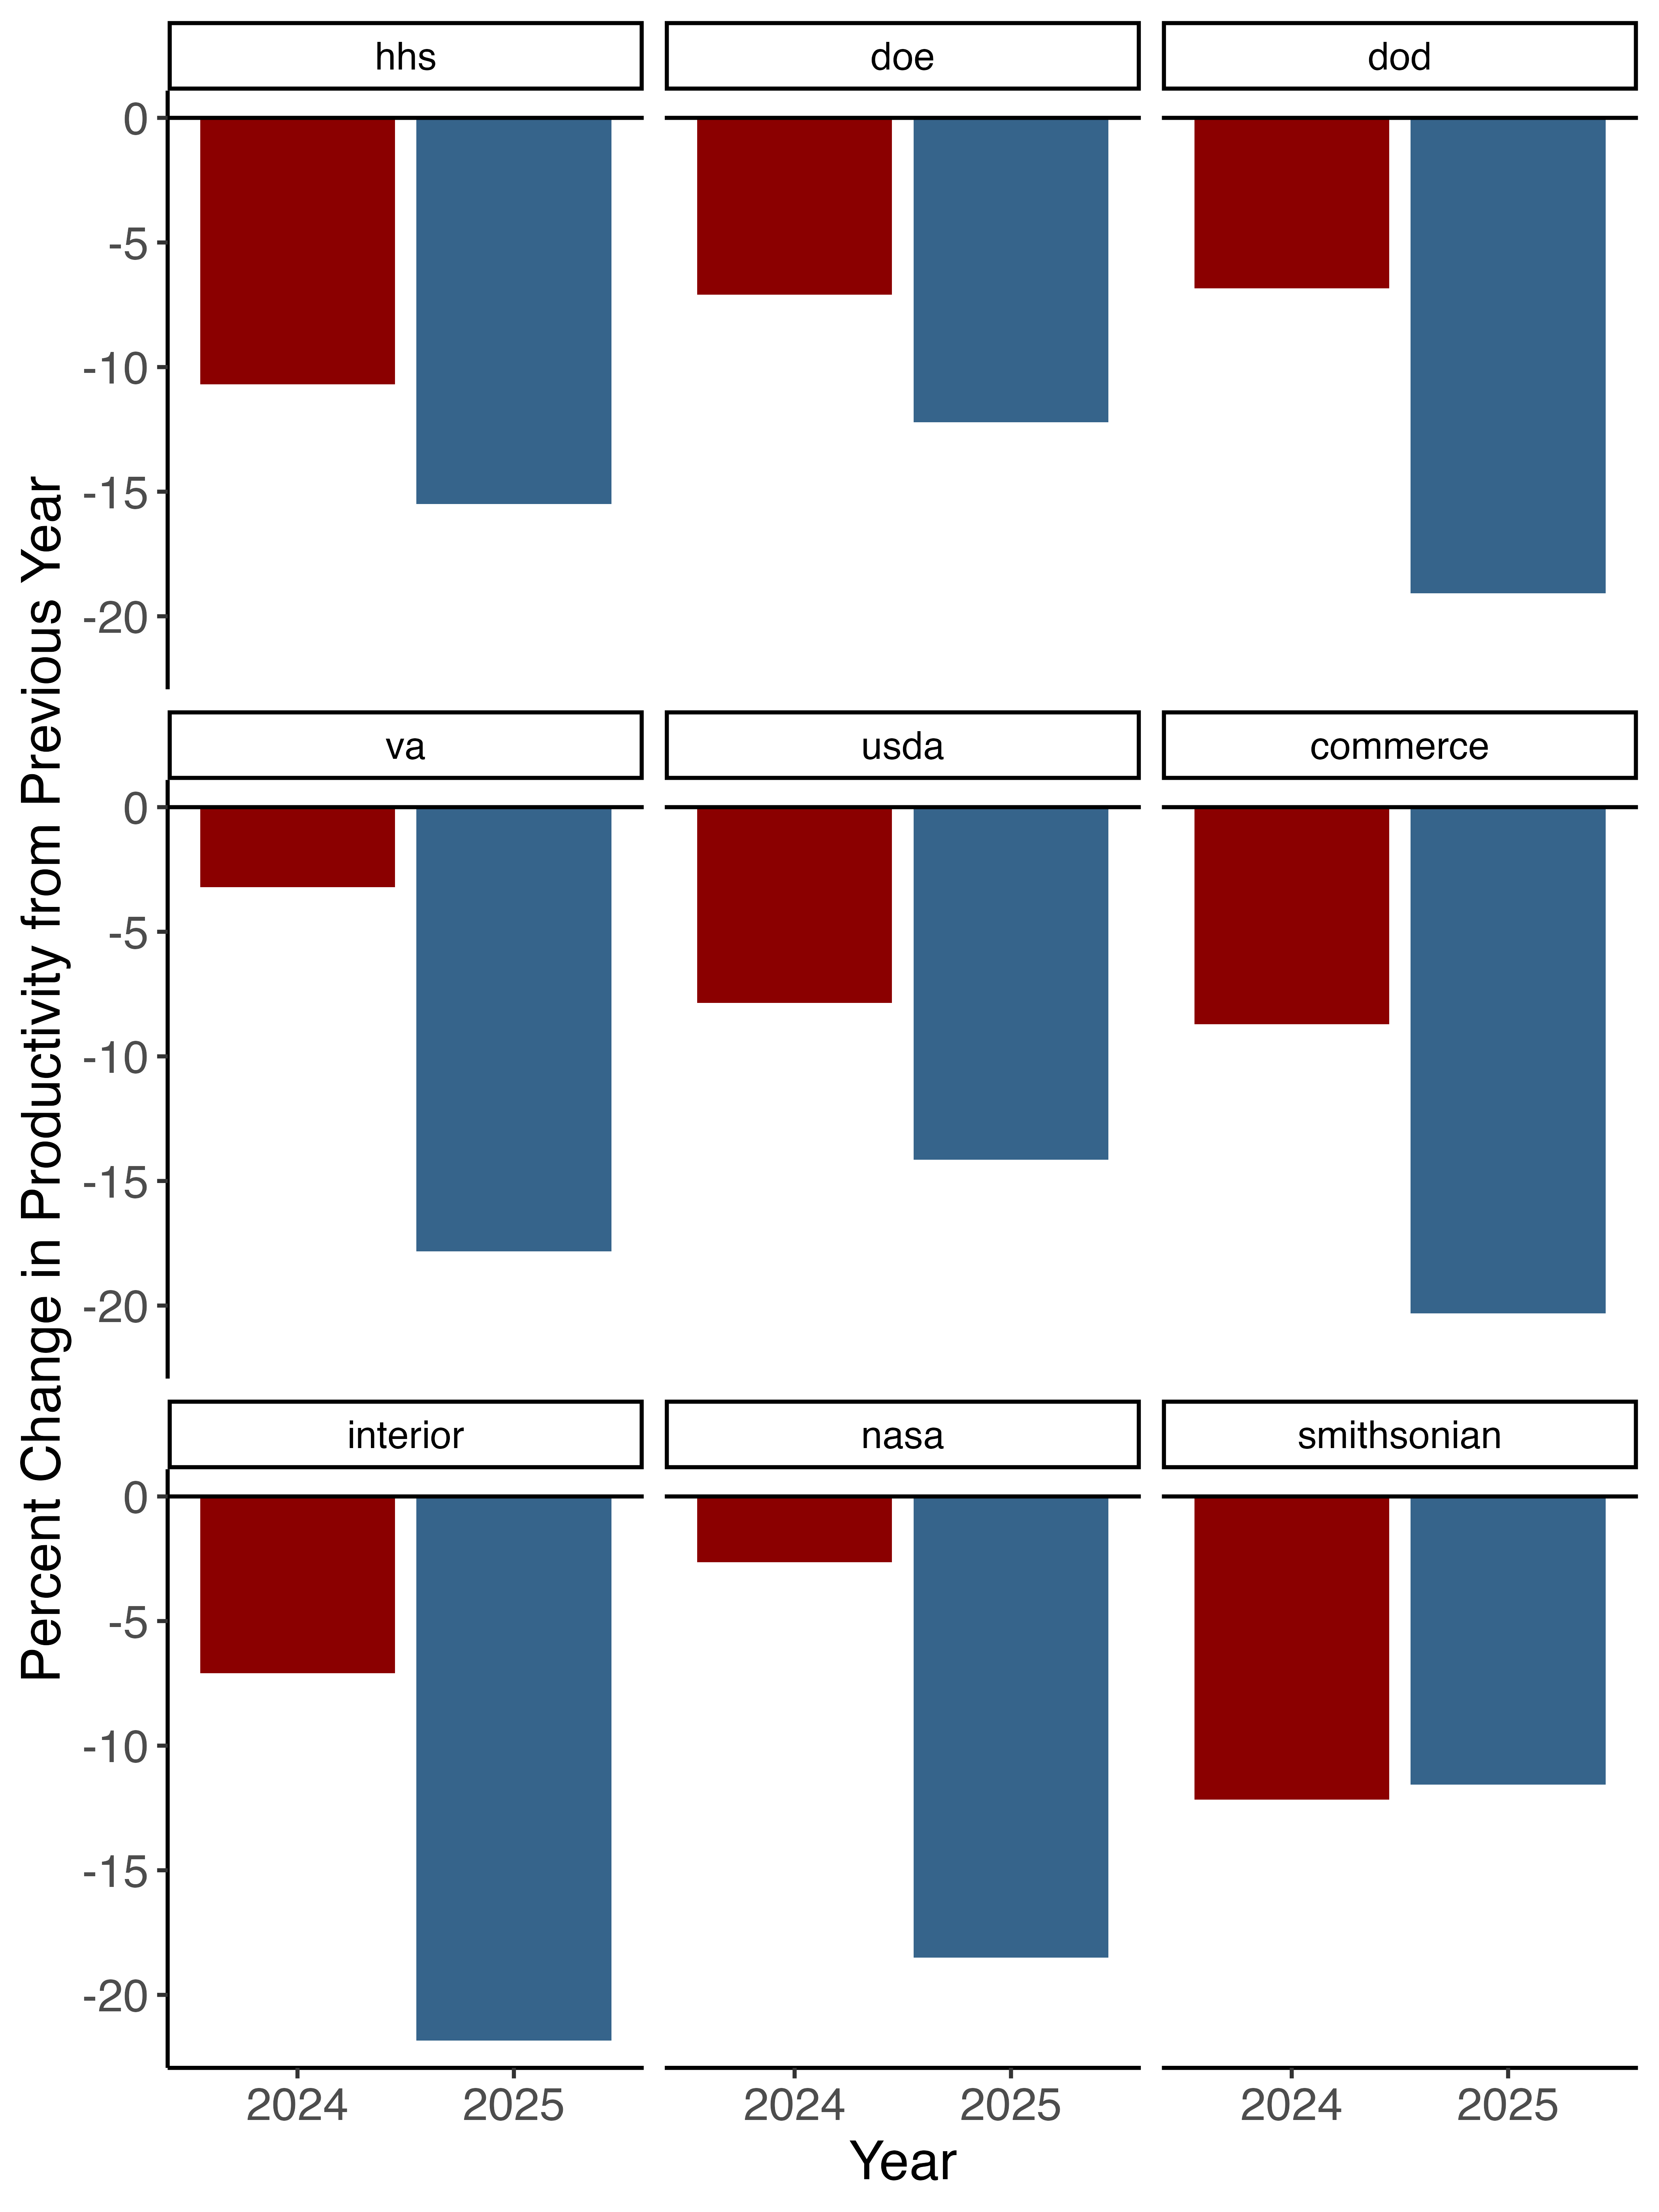 Percent Change in Productivity from Previous Year
hhs
doe
dod
0
-5
-10
-15
-20
va
usda
commerce
0
-5
-10
-15
-20
interior
nasa
smithsonian
0
-5
-10
-15
-20
2024
2025
2024
2025
2024
2025
Year